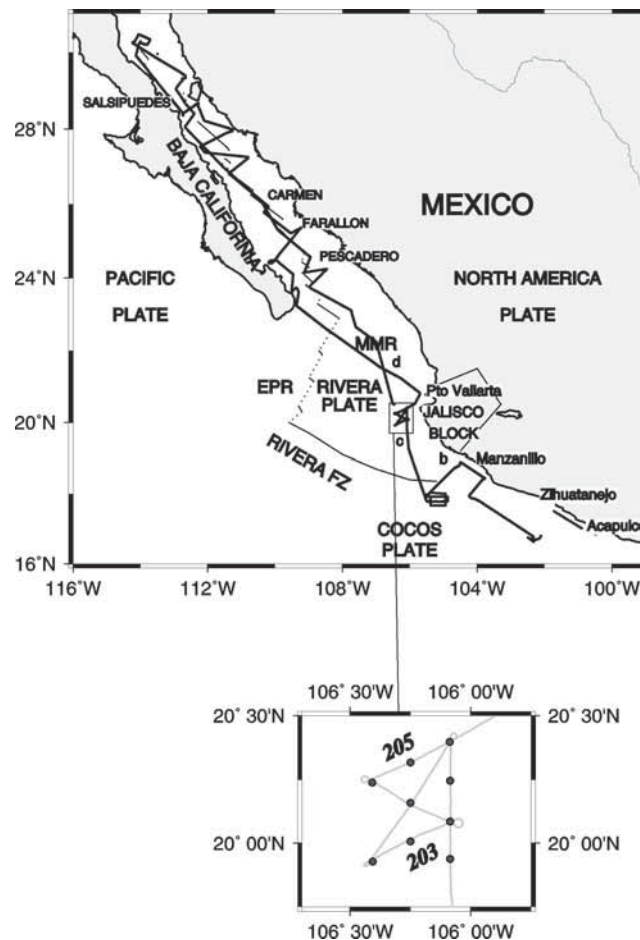 SALSIPUEDES
28° N
BAJA CALIFORNIA
CARMEN
MEXICO
FARALLON
PESCADERO
24° N
PACIFIC
PLATE
NORTH AMERICA
PLATE
MMR
d
EPR
RIVERA
PLATE
Pto Vallarta
JALISCO
BLOCK
20° N
c
RIVERA FZ
b
Manzanillo
Zihuatanejo
Acapulco
COCOS
PLATE
16° N
116° W
112° W
108° W
104° W
100° W
106° 30' W
106° 00' W
20° 30'N
20° 30'N
205
20° 00'N
20° 00'N
203
106° 30' W
106° 00' W